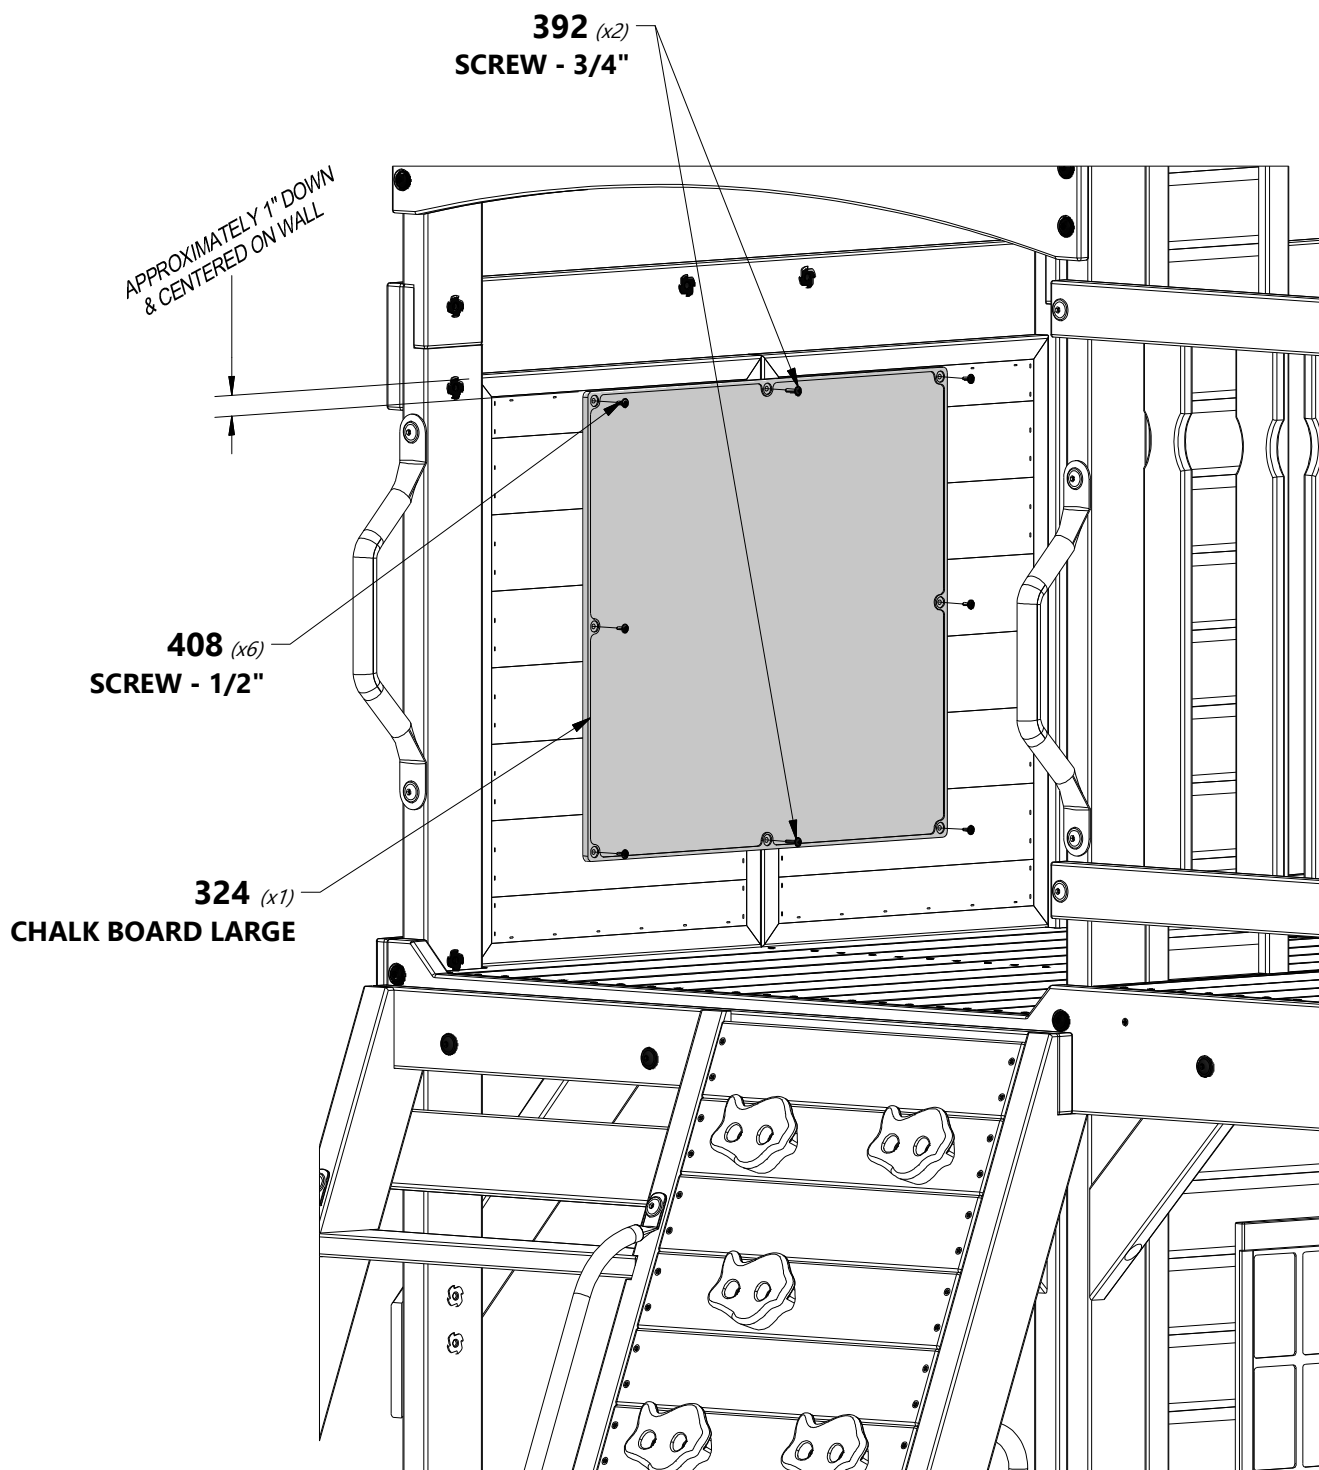 392 (x2)
SCREW - 3/4"
APPROXIMATELY 1" DOWN
& CENTERED ON WALL
408 (x6)
SCREW - 1/2"
324 (x1)
CHALK BOARD LARGE